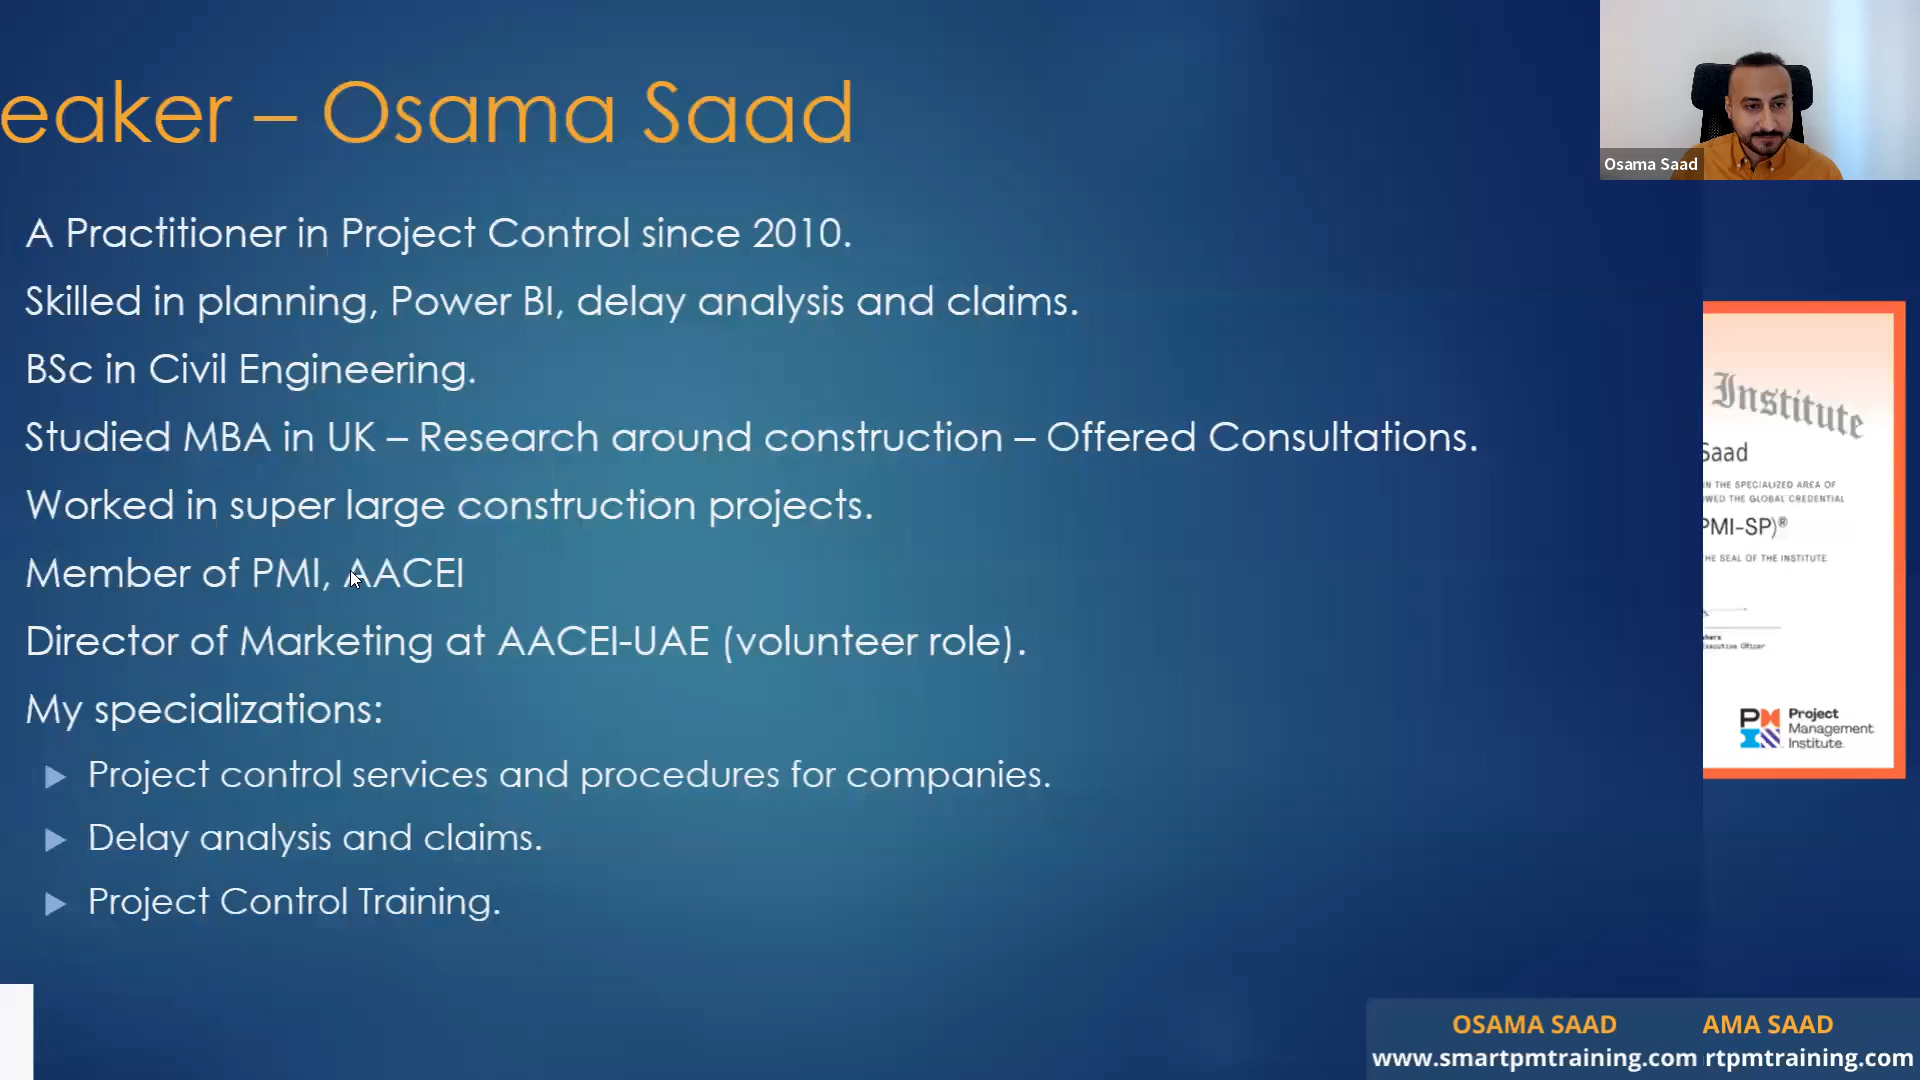 eaker – Osama Saad
Osama Saad
A Practitioner in Project Control since 2010.
Skilled in planning, Power BI, delay analysis and claims.
BSc in Civil Engineering.
Studied MBA in UK – Research around construction – Offered Consultations.
Worked in super large construction projects.
Member of PMI, AACEI
Director of Marketing at AACEI-UAE (volunteer role).
My specializations:
Project control services and procedures for companies.
Delay analysis and claims.
Project Control Training.
Institute
Saad
IN THE SPECIALIZED AREA OF
WED THE GLOBAL CREDENTIAL
PMI-SP)®
HE SEAL OF THE INSTITUTE
Executive Officer
Project
Management
Institute.
OSAMA SAAD
AMA SAAD
www.smartpmtraining.com
rtpmtraining.com